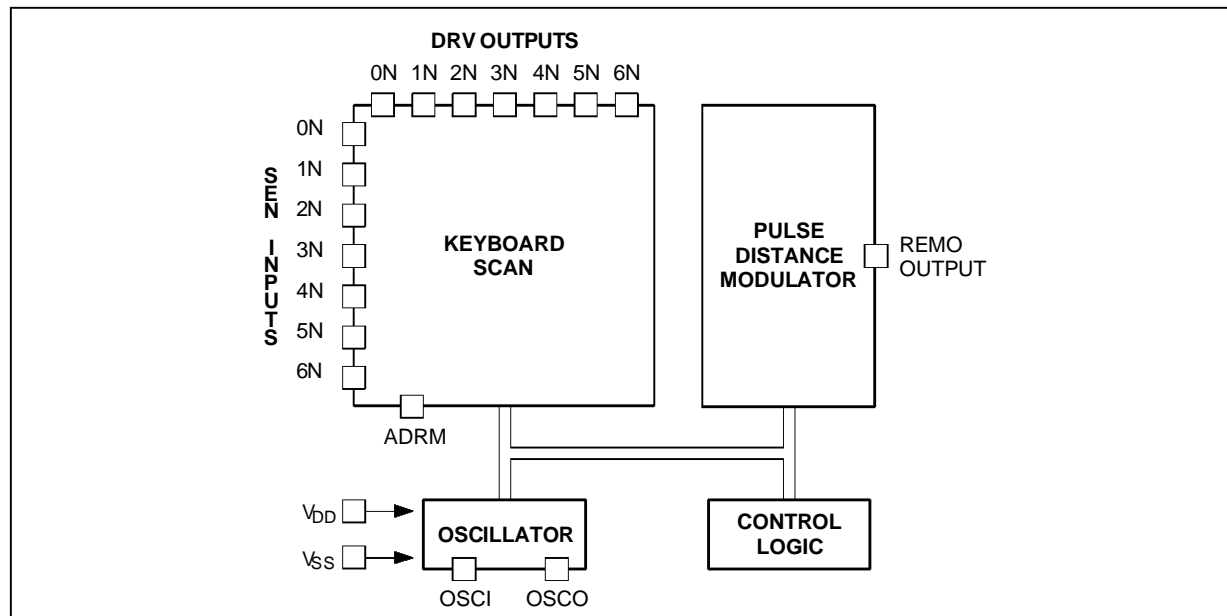 DRV OUTPUTS
0N 1N 2N 3N 4N 5N 6N
SEN INPUTS
0N
1N
2N
3N
4N
5N
6N
KEYBOARD
SCAN
ADRM
PULSE
DISTANCE
MODULATOR
REMO
OUTPUT
VDD
VSS
OSCILLATOR
OSCI OSCO
CONTROL
LOGIC